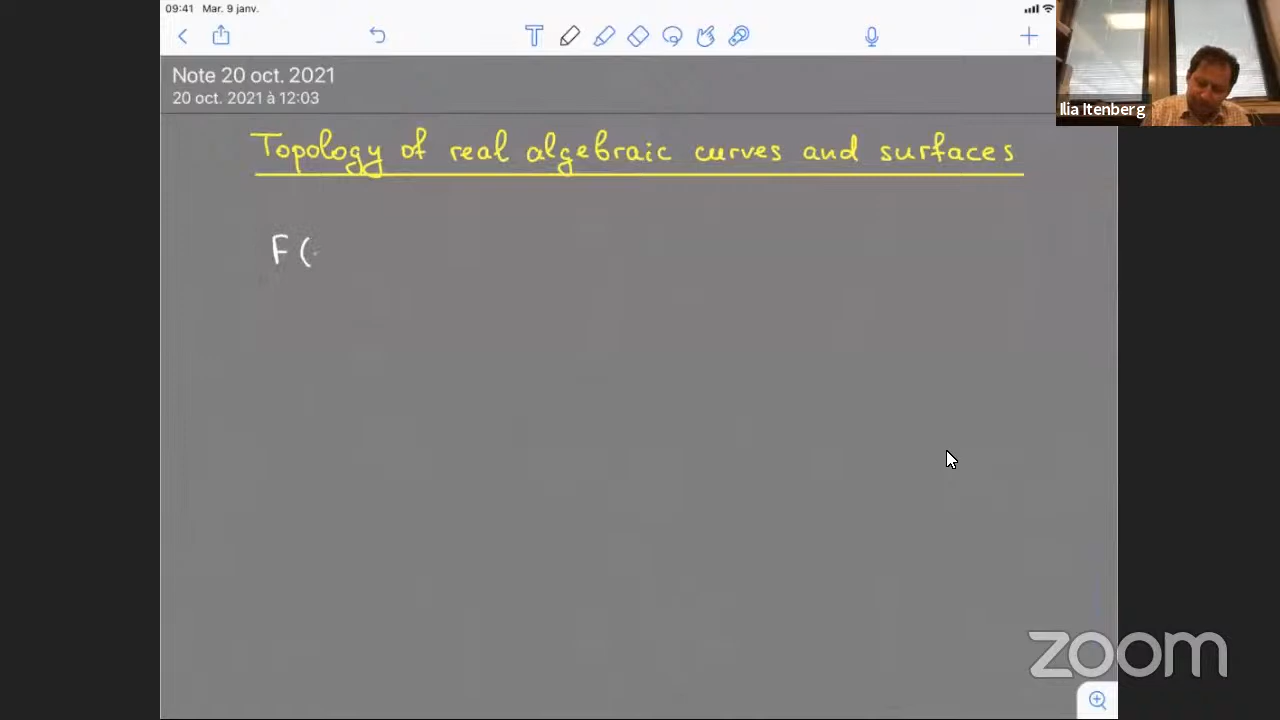 09:41 Mar. 9 janv.
Note 20 oct. 2021
20 oct. 2021 à 12:03
Ilia Itenberg
Topology of real algebraic curves and surfaces
F (
zoom